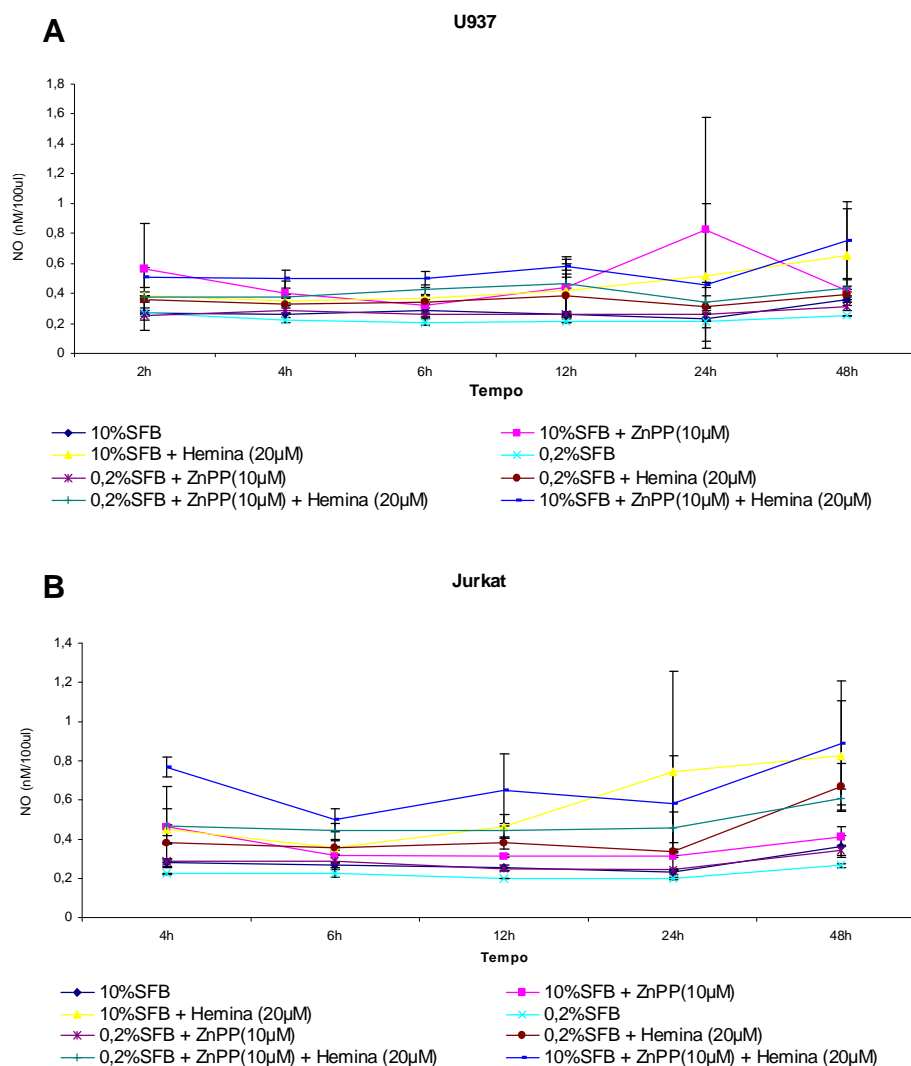 A
U937
1,8
1,6
1,4
1,2
1
0,8
0,6
0,4
0,2
0
NO (nM/100ul)
2h 4h 6h 12h 24h 48h
Tempo
10%SFB
10%SFB + ZnPP(10µM)
10%SFB + Hemina (20µM)
0,2%SFB
0,2%SFB + ZnPP(10µM)
0,2%SFB + Hemina (20µM)
0,2%SFB + ZnPP(10µM) + Hemina (20µM)
10%SFB + ZnPP(10µM) + Hemina (20µM)
B
Jurkat
1,4
1,2
1
0,8
0,6
0,4
0,2
0
NO (nM/100ul)
4h 6h 12h 24h 48h
Tempo
10%SFB
10%SFB + ZnPP(10µM)
10%SFB + Hemina (20µM)
0,2%SFB
0,2%SFB + ZnPP(10µM)
0,2%SFB + Hemina (20µM)
0,2%SFB + ZnPP(10µM) + Hemina (20µM)
10%SFB + ZnPP(10µM) + Hemina (20µM)